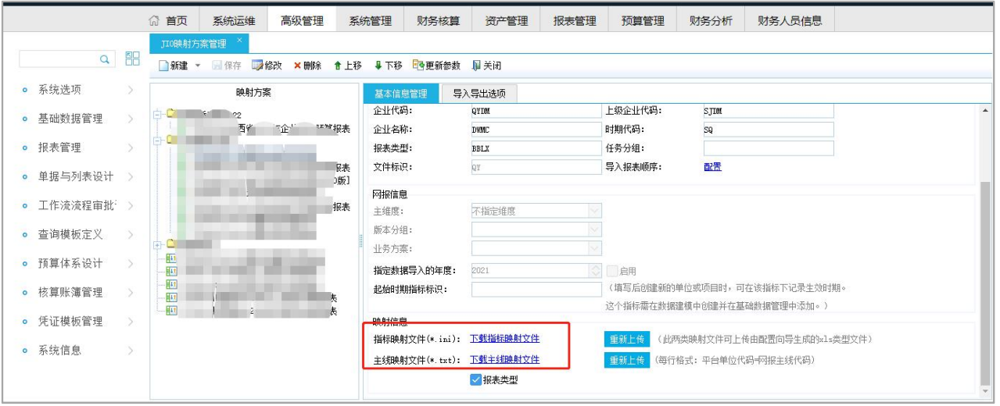 首页 系统运维 高级管理 系统管理 财务核算 资产管理 报表管理 预算管理 财务分析 财务人员信息
JIO映射方案管理 ×
新建 保存 修改 删除 上移 下移 更新参数 关闭
系统选项
基础数据管理
报表管理
单据与列表设计
工作流流程审批
查询模板定义
预算体系设计
核算账簿管理
凭证模板管理
系统信息
映射方案
22
报表
报表
版]
报表
基本信息管理 导入导出选项
企业代码: QYDM 上级企业代码: SJDM
企业名称: DWMC 时期代码: SQ
报表类型: BBLX 任务分组:
文件标识: QY 导入报表顺序: 配置
网报信息
主维度: 不指定维度
版本分组:
业务方案:
指定数据导入的年度: 2021 启用
起始时期指标标识: (填写后创建新的单位或项目时，可在该指标下记录生效时期。
这个指标需在数据建模中创建并在基础数据管理中添加。)
映射信息
指标映射文件(*.ini): 下载指标映射文件 重新上传 (此两类映射文件可上传由配置向导生成的xls类型文件)
主线映射文件(*.txt): 下载主线映射文件 重新上传 (每行格式: 平台单位代码=网报主线代码)
报表类型